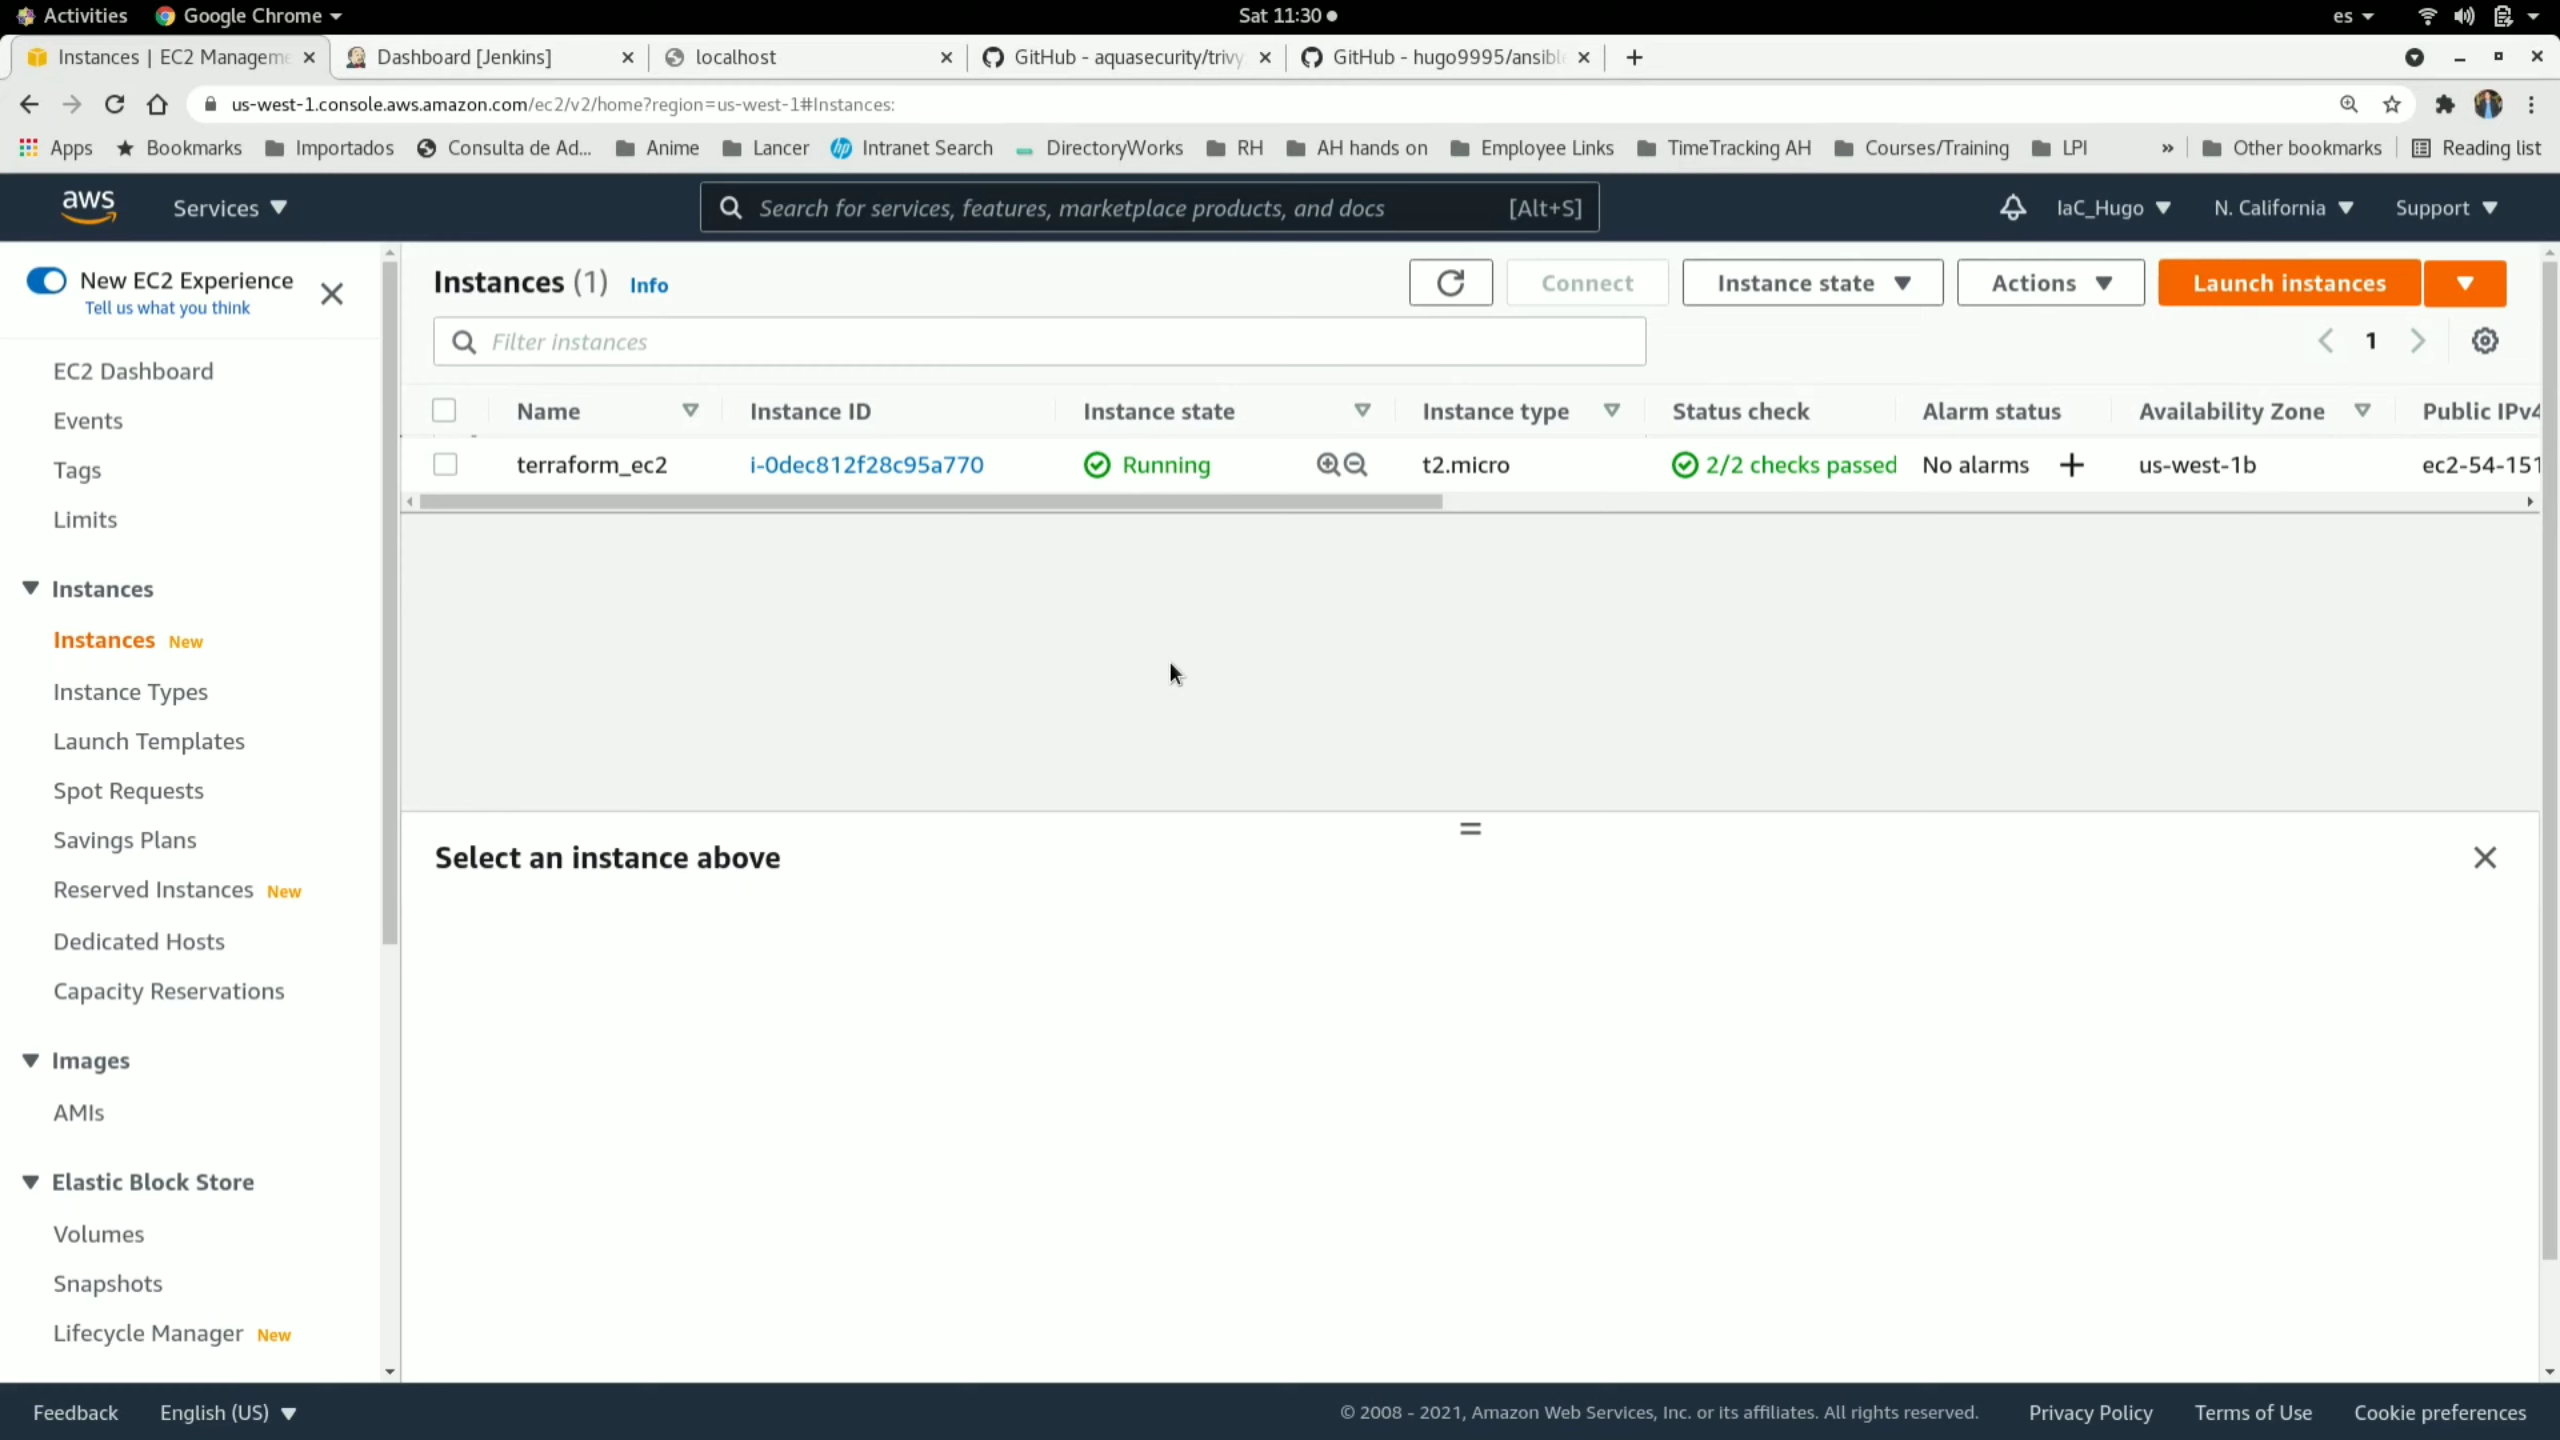 Activities Google Chrome Sat 11:30 es
Instances | EC2 Manageme Dashboard [Jenkins] localhost GitHub - aquasecurity/trivy GitHub - hugo9995/ansibl
us-west-1.console.aws.amazon.com/ec2/v2/home?region=us-west-1#Instances:
Apps Bookmarks Importados Consulta de Ad... Anime Lancer hp Intranet Search DirectoryWorks RH AH hands on Employee Links TimeTracking AH Courses/Training LPI » Other bookmarks Reading list
aws Services Search for services, features, marketplace products, and docs [Alt+S] IaC_Hugo N. California Support
New EC2 Experience
Tell us what you think
EC2 Dashboard
Events
Tags
Limits
Instances
Instances New
Instance Types
Launch Templates
Spot Requests
Savings Plans
Reserved Instances New
Dedicated Hosts
Capacity Reservations
Images
AMIs
Elastic Block Store
Volumes
Snapshots
Lifecycle Manager New
Instances (1) Info Connect Instance state Actions Launch instances
Filter instances 1
Name Instance ID Instance state Instance type Status check Alarm status Availability Zone Public IPv4
terraform_ec2 i-0dec812f28c95a770 Running t2.micro 2/2 checks passed No alarms + us-west-1b ec2-54-151
Select an instance above
Feedback English (US) © 2008 - 2021, Amazon Web Services, Inc. or its affiliates. All rights reserved. Privacy Policy Terms of Use Cookie preferences